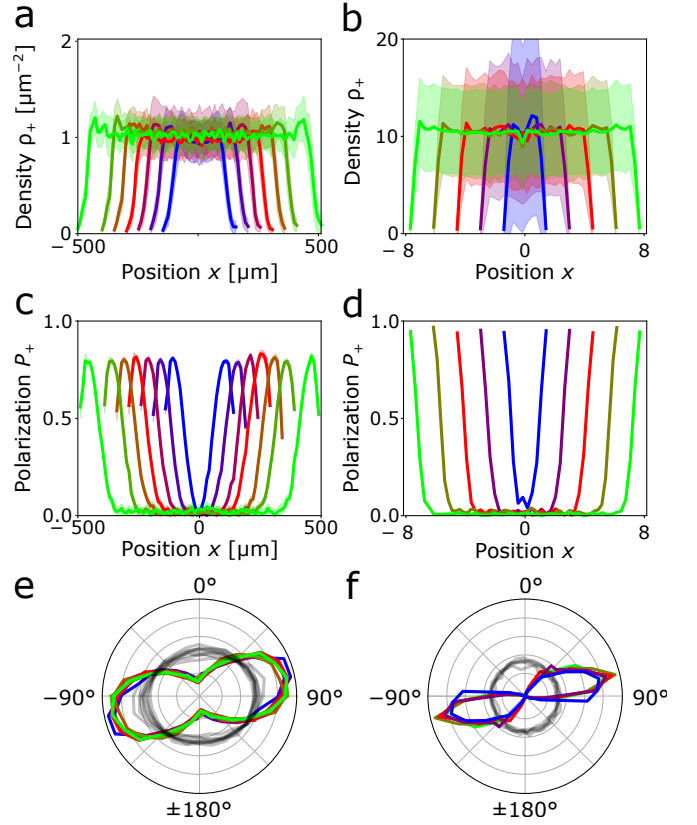 a
b
2
1
0
Density ρ+ [μm−2]
−500
0
500
Position x [μm]
20
10
0
Density ρ+
−8
0
8
Position x
c
d
1.0
0.5
0.0
Polarization P+
−500
0
500
Position x [μm]
1.0
0.5
0.0
Polarization P+
−8
0
8
Position x
e
0°
−90°
90°
±180°
f
0°
−90°
90°
±180°